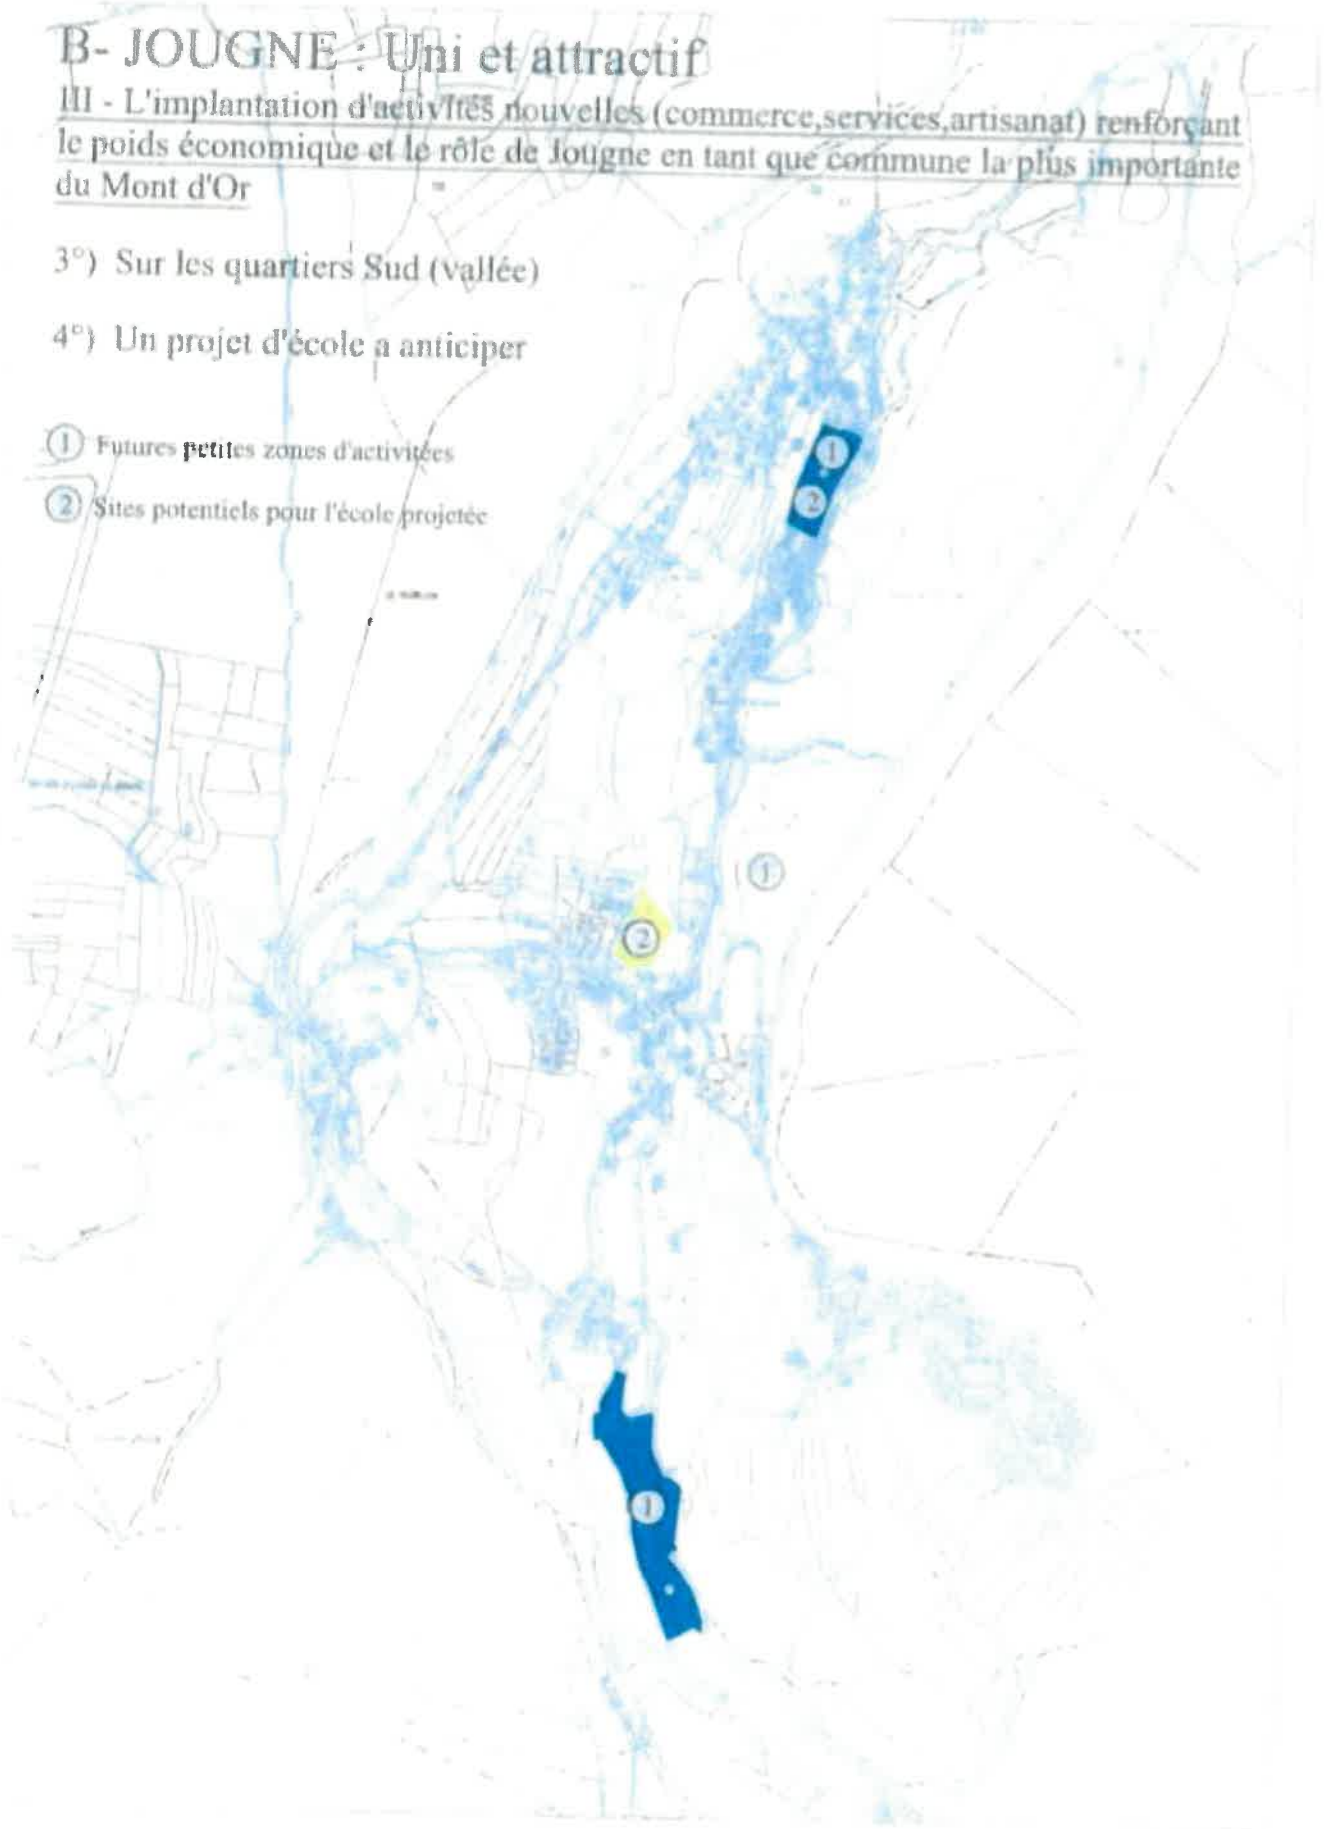 B- JOUGNE : Uni et attractif
III - L'implantation d'activités nouvelles (commerce,services,artisanat) renforçant
le poids économique et le rôle de Jougne en tant que commune la plus importante
du Mont d'Or
3°) Sur les quartiers Sud (vallée)
4°) Un projet d'école a anticiper
1 Futures petites zones d'activitées
2 Sites potentiels pour l'école projetée
1
2
1
2
1